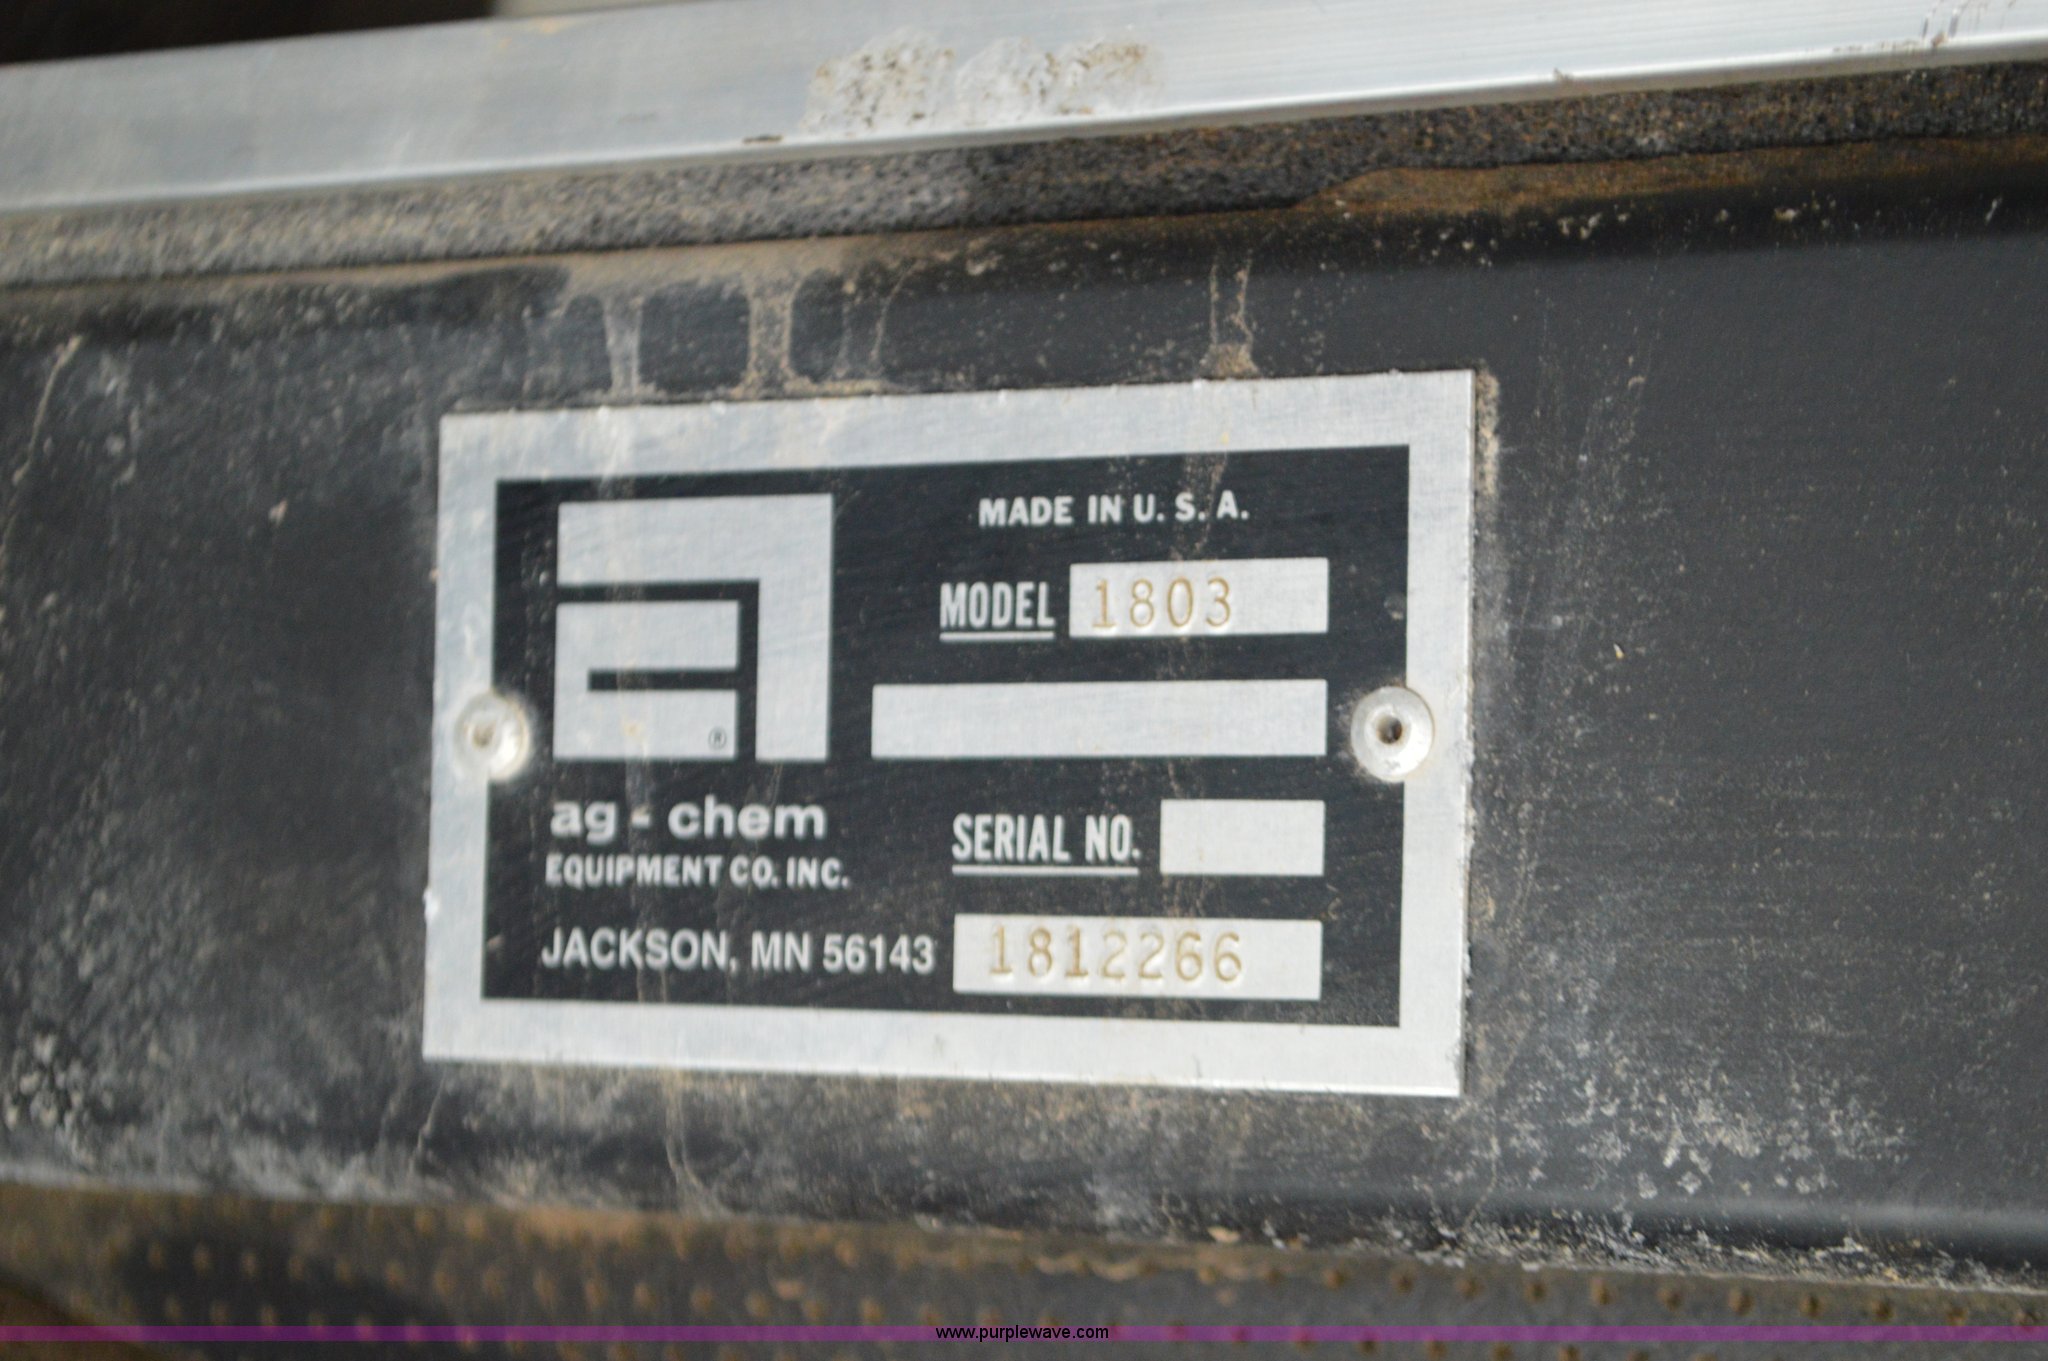 MADE IN U. S. A.
MODEL 1803
®
ag - chem
EQUIPMENT CO. INC.
SERIAL NO.
JACKSON, MN 56143
1812266
www.purplewave.com